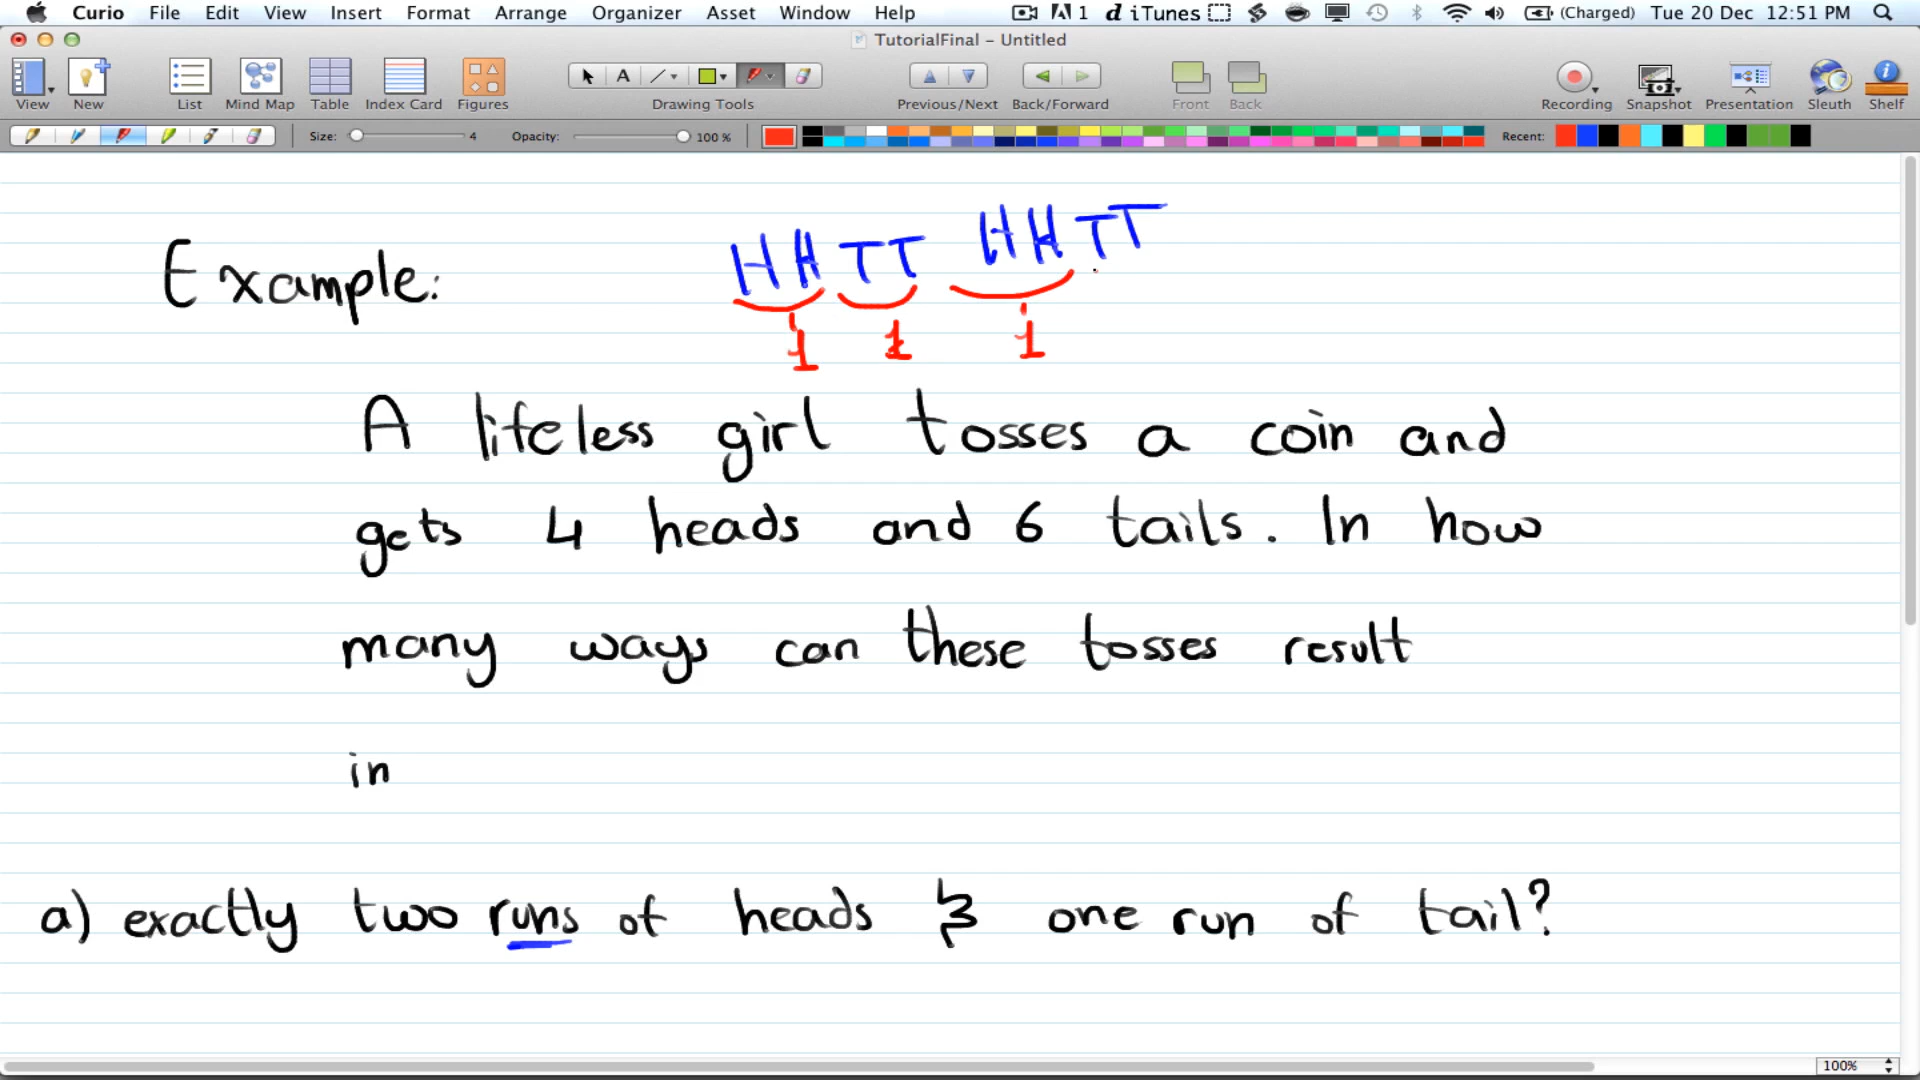 Curio File Edit View Insert Format Arrange Organizer Asset Window Help 1 d iTunes (Charged) Tue 20 Dec 12:51 PM
TutorialFinal – Untitled
View New List Mind Map Table Index Card Figures Drawing Tools Previous/Next Back/Forward Front Back Recording Snapshot Presentation Sleuth Shelf
Size: 4 Opacity: 100 % Recent:
HHTT HHTT
Example:
1 1 1
A lifeless girl tosses a coin and
gets 4 heads and 6 tails. In how
many ways can these tosses result
in
a) exactly two runs of heads & one run of tail?
100%